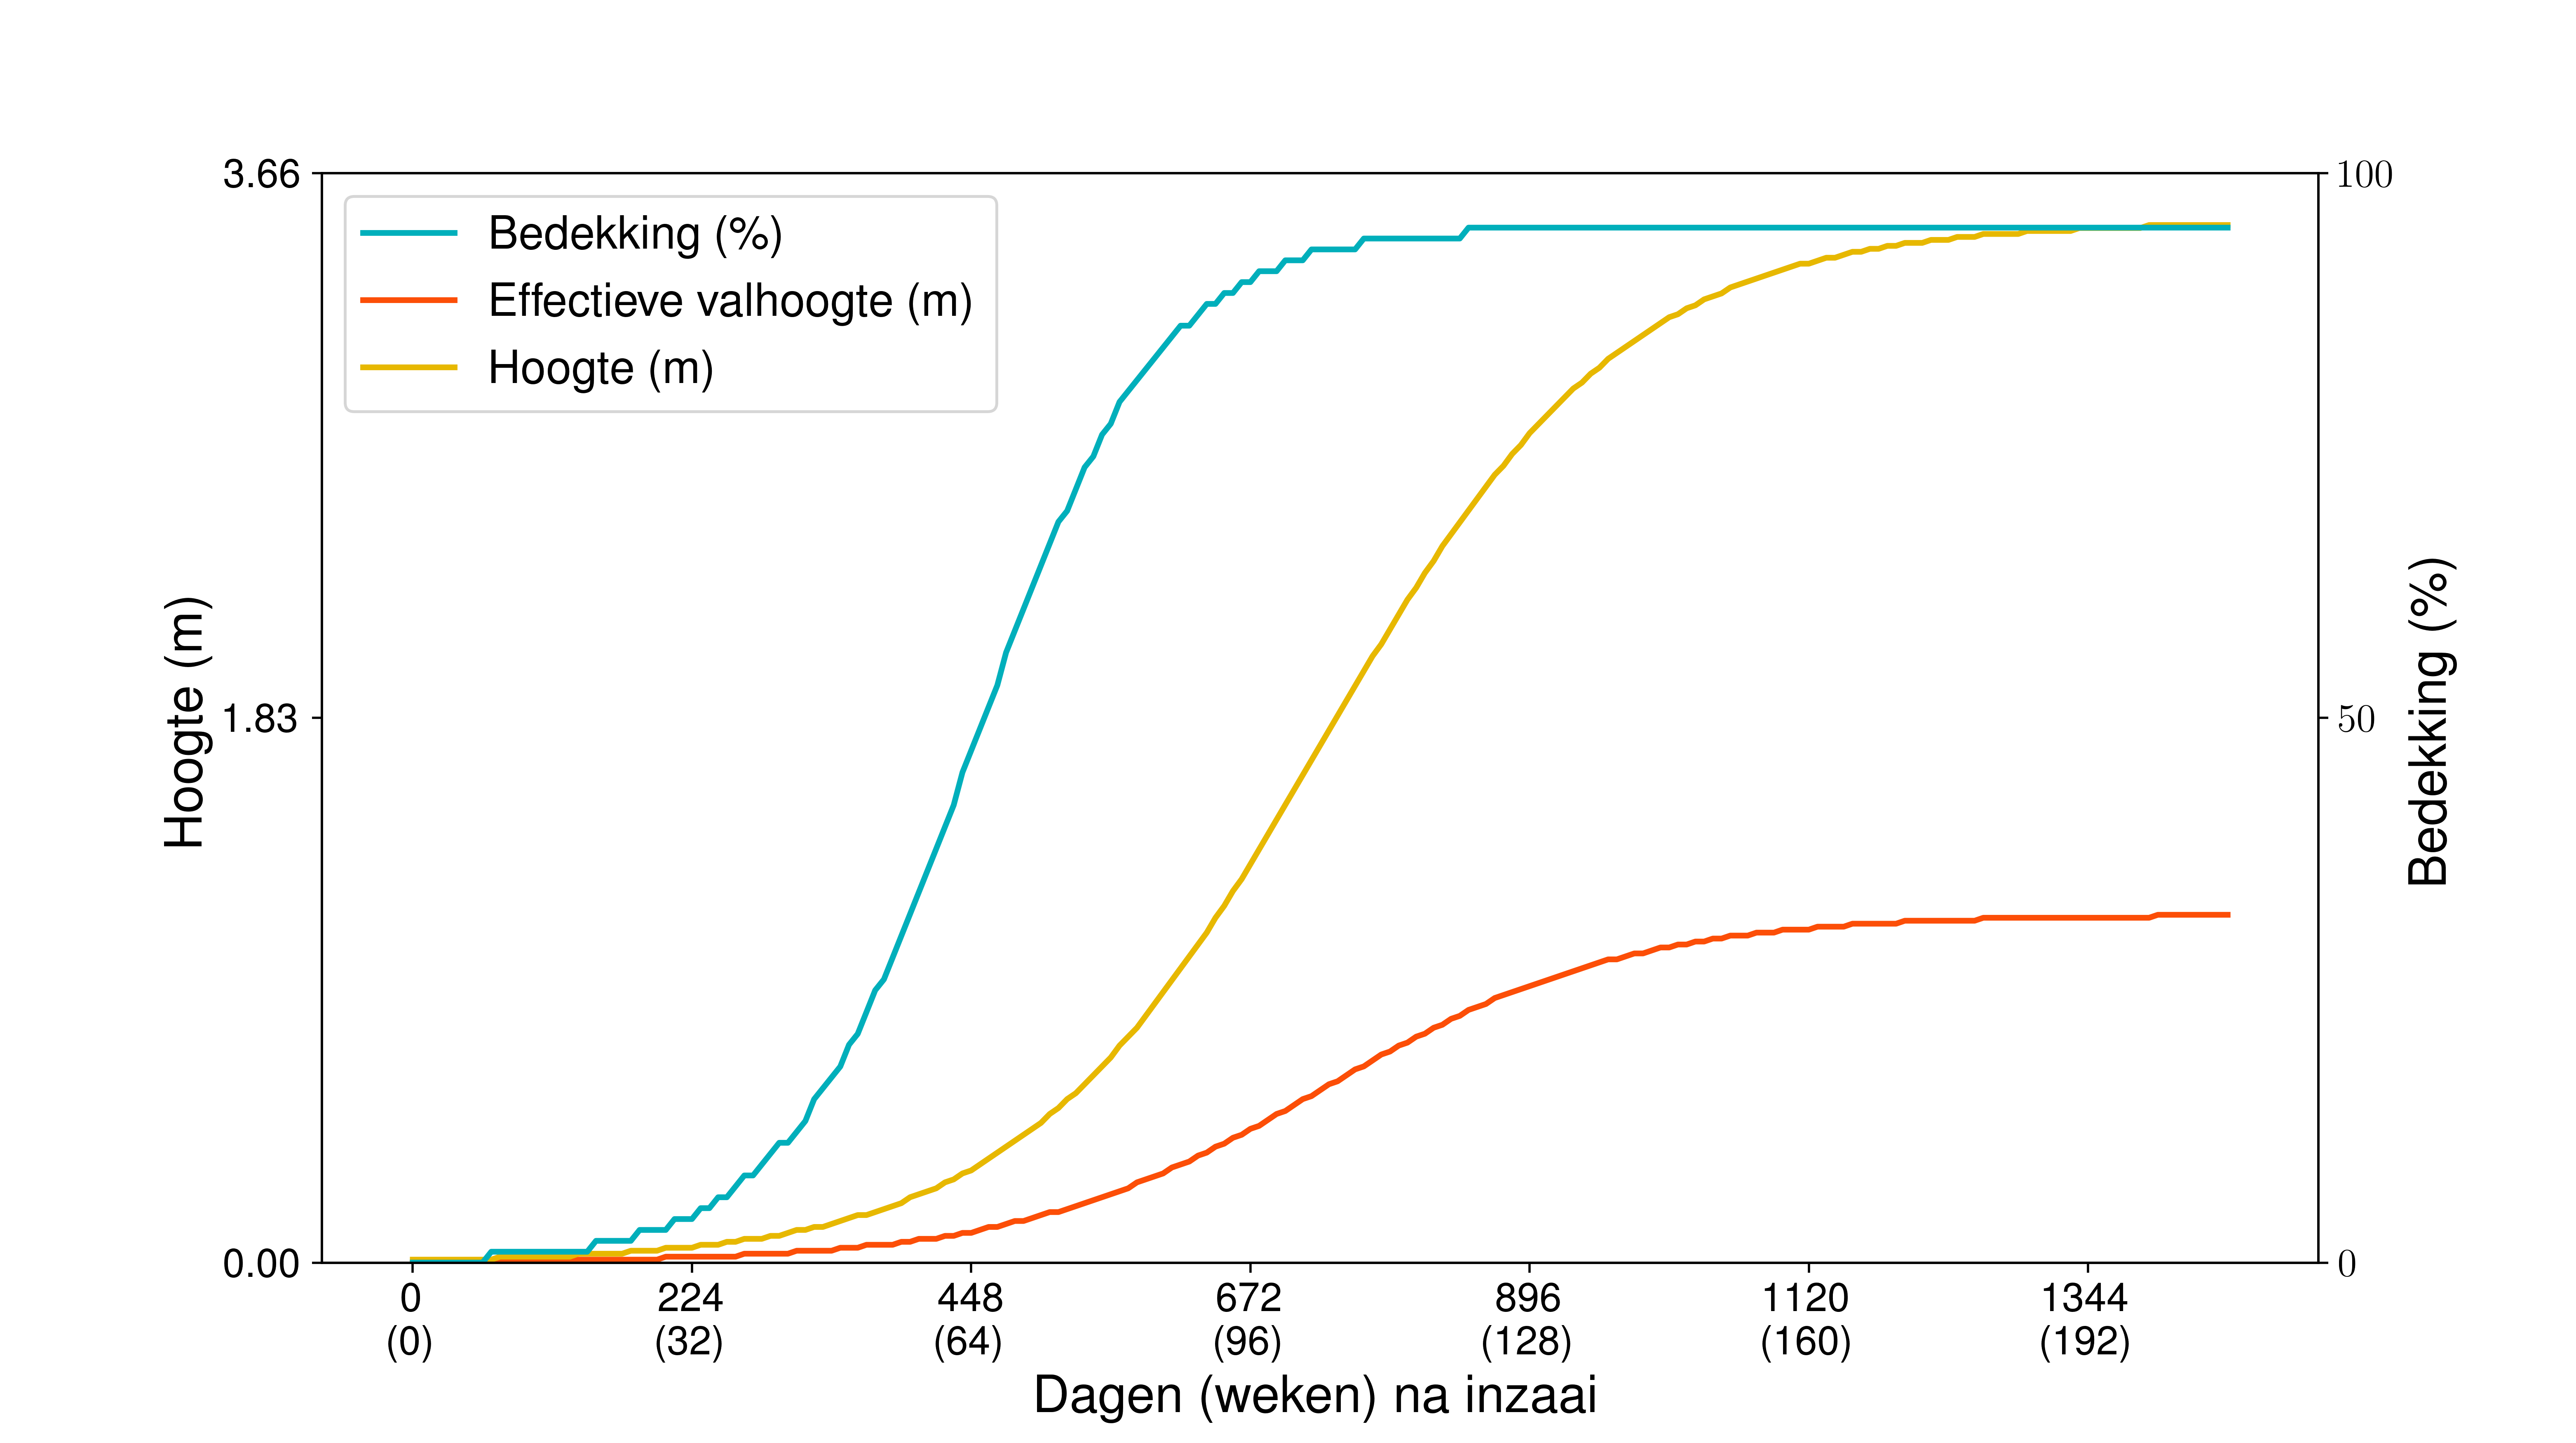 3.66
1.83
0.00
Hoogte (m)
Bedekking (%)
Effectieve valhoogte (m)
Hoogte (m)
100
50
0
Bedekking (%)
0 224 448 672 896 1120 1344
(0) (32) (64) (96) (128) (160) (192)
Dagen (weken) na inzaai